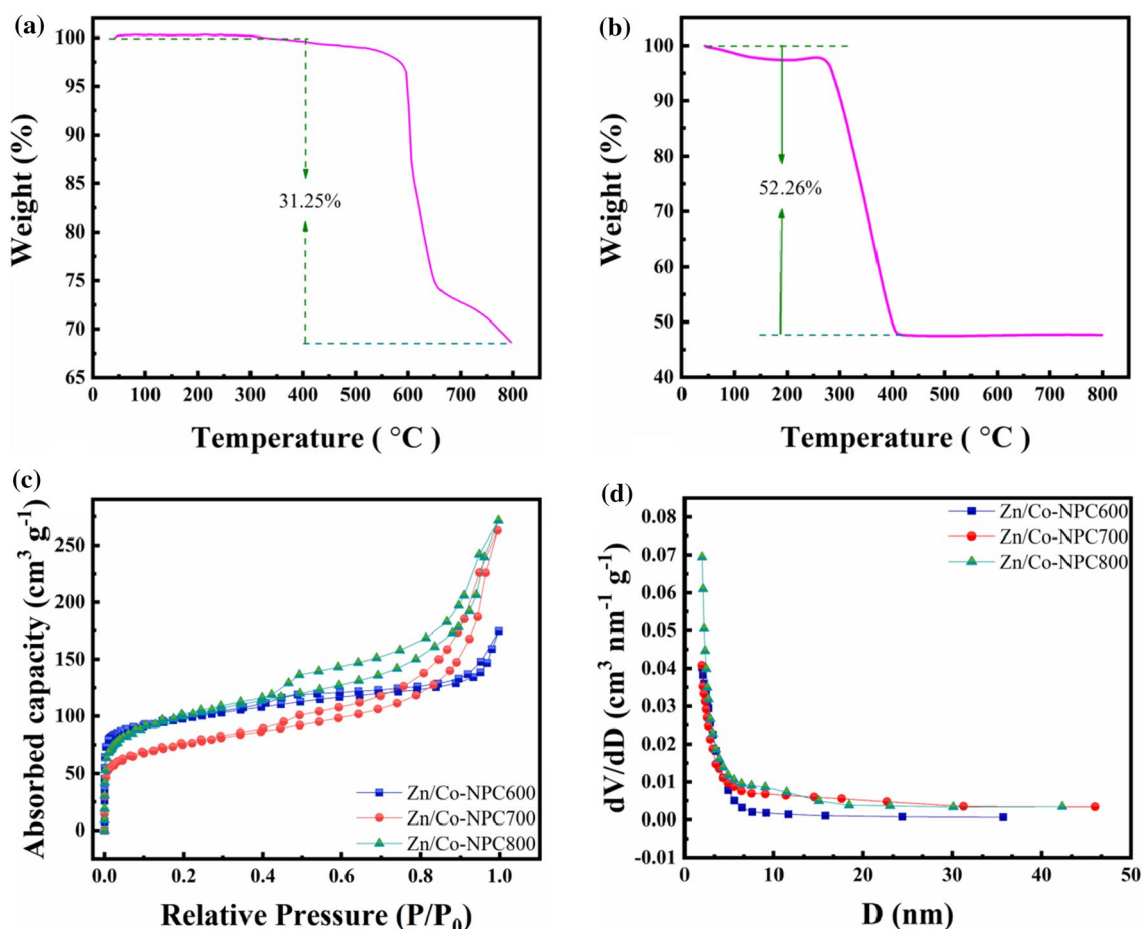 (a)
100
95
90
85
80
75
70
65
Weight (%)
31.25%
0 100 200 300 400 500 600 700 800
Temperature ( °C )
(b)
100
90
80
70
60
50
40
Weight (%)
52.26%
0 200 400 600 800
Temperature ( °C )
(c)
250
200
150
100
50
0
Absorbed capacity (cm³ g⁻¹)
Zn/Co-NPC600
Zn/Co-NPC700
Zn/Co-NPC800
0.0 0.2 0.4 0.6 0.8 1.0
Relative Pressure (P/P₀)
(d)
0.08
0.07
0.06
0.05
0.04
0.03
0.02
0.01
0.00
-0.01
dV/dD (cm³ nm⁻¹ g⁻¹)
Zn/Co-NPC600
Zn/Co-NPC700
Zn/Co-NPC800
0 10 20 30 40 50
D (nm)